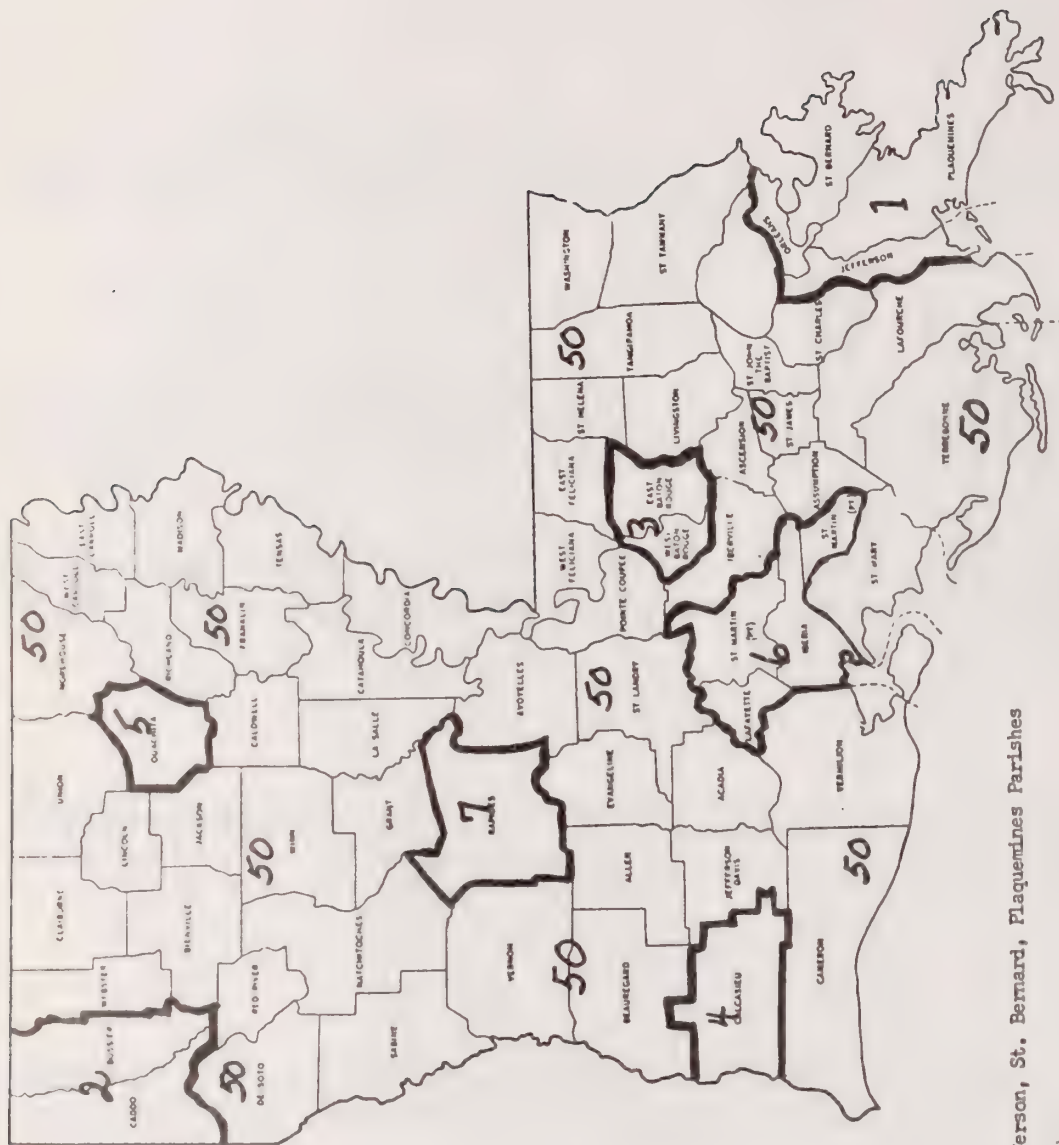 CADDO
2
BOSSIER
WEBSTER
CLAIBORNE
UNION
LINCOLN
BIENVILLE
JACKSON
5
OUACHITA
MOREHOUSE
50
WEST
CARROLL
EAST
CARROLL
RICHLAND
MADISON
50
FRANKLIN
TENSAS
50
DE SOTO
RED RIVER
NATCHITOCHES
SABINE
50
WINN
CALDWELL
GRANT
LA SALLE
CATAHOULA
CONCORDIA
7
RAPIDES
VERNON
50
AVOYELLES
BEAUREGARD
ALLEN
EVANGELINE
50
ST LANDRY
POINTE COUPEE
WEST
FELICIANA
EAST
FELICIANA
ST HELENA
50
TANGIPAHOA
WASHINGTON
ST TAMMANY
LIVINGSTON
3
EAST
BATON
ROUGE
WEST
BATON
ROUGE
IBERVILLE
ASCENSION
50
ST JAMES
ST JOHN
THE
BAPTIST
ST CHARLES
ASSUMPTION
4
CALCASIEU
JEFFERSON
DAVIS
ACADIA
LAFAYETTE
ST MARTIN
(PT)
6
IBERIA
ST MARTIN
(PT)
ST MARY
CAMERON
50
VERMILION
TERREBONNE
50
LAFOURCHE
JEFFERSON
ORLEANS
ST BERNARD
1
PLAQUEMINES
erson, St. Bernard, Plaquemines Parishes